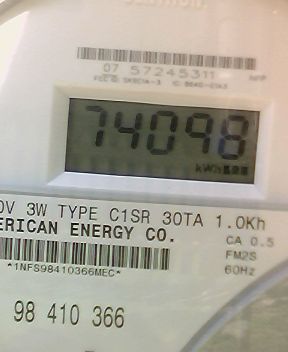 07 57245311
74098
kWh
0V 3W TYPE C1SR 30TA 1.0Kh
ERICAN ENERGY CO.
CA 0.5
FM2S
60Hz
*1NFS98410366MEC*
98 410 366